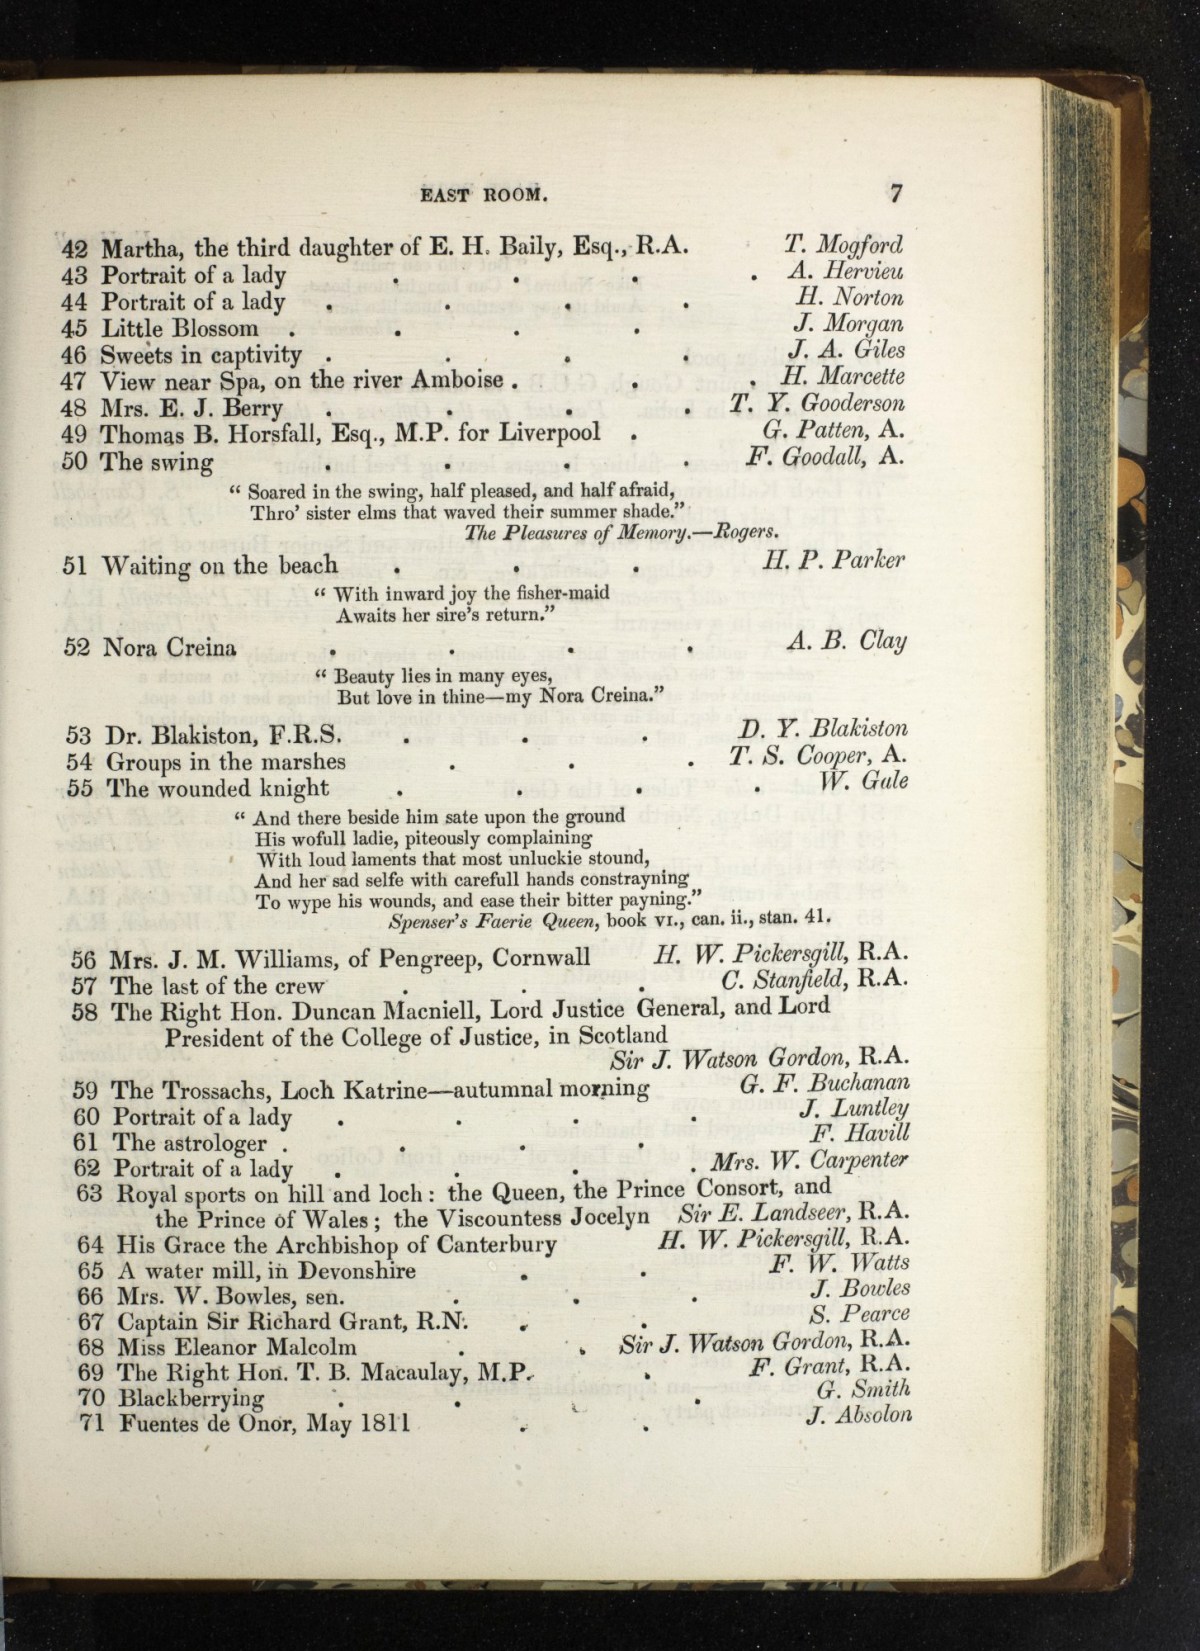 EAST ROOM. 7
42 Martha, the third daughter of E. H. Baily, Esq., R.A. T. Mogford
43 Portrait of a lady . . . . A. Hervieu
44 Portrait of a lady . . . . H. Norton
45 Little Blossom . . . . J. Morgan
46 Sweets in captivity . . . . J. A. Giles
47 View near Spa, on the river Amboise . . . H. Marcette
48 Mrs. E. J. Berry . . . . T. Y. Gooderson
49 Thomas B. Horsfall, Esq., M.P. for Liverpool . G. Patten, A.
50 The swing . . . . F. Goodall, A.
“ Soared in the swing, half pleased, and half afraid,
Thro’ sister elms that waved their summer shade.”
The Pleasures of Memory.—Rogers.
51 Waiting on the beach . . . H. P. Parker
“ With inward joy the fisher-maid
Awaits her sire’s return.”
52 Nora Creina . . . . A. B. Clay
“ Beauty lies in many eyes,
But love in thine—my Nora Creina.”
53 Dr. Blakiston, F.R.S. . . . D. Y. Blakiston
54 Groups in the marshes . . . T. S. Cooper, A.
55 The wounded knight . . . . W. Gale
“ And there beside him sate upon the ground
His wofull ladie, piteously complaining
With loud laments that most unluckie stound,
And her sad selfe with carefull hands constrayning
To wype his wounds, and ease their bitter payning.”
Spenser’s Faerie Queen, book VI., can. ii., stan. 41.
56 Mrs. J. M. Williams, of Pengreep, Cornwall H. W. Pickersgill, R.A.
57 The last of the crew . . . C. Stanfield, R.A.
58 The Right Hon. Duncan Macniell, Lord Justice General, and Lord
President of the College of Justice, in Scotland
Sir J. Watson Gordon, R.A.
59 The Trossachs, Loch Katrine—autumnal morning G. F. Buchanan
60 Portrait of a lady . . . . J. Luntley
61 The astrologer . . . . F. Havill
62 Portrait of a lady . . . . Mrs. W. Carpenter
63 Royal sports on hill and loch : the Queen, the Prince Consort, and
the Prince of Wales ; the Viscountess Jocelyn Sir E. Landseer, R.A.
64 His Grace the Archbishop of Canterbury H. W. Pickersgill, R.A.
65 A water mill, in Devonshire . . F. W. Watts
66 Mrs. W. Bowles, sen. . . . J. Bowles
67 Captain Sir Richard Grant, R.N. . . S. Pearce
68 Miss Eleanor Malcolm . . Sir J. Watson Gordon, R.A.
69 The Right Hon. T. B. Macaulay, M.P. . F. Grant, R.A.
70 Blackberrying . . . . G. Smith
71 Fuentes de Onor, May 1811 . . J. Absolon